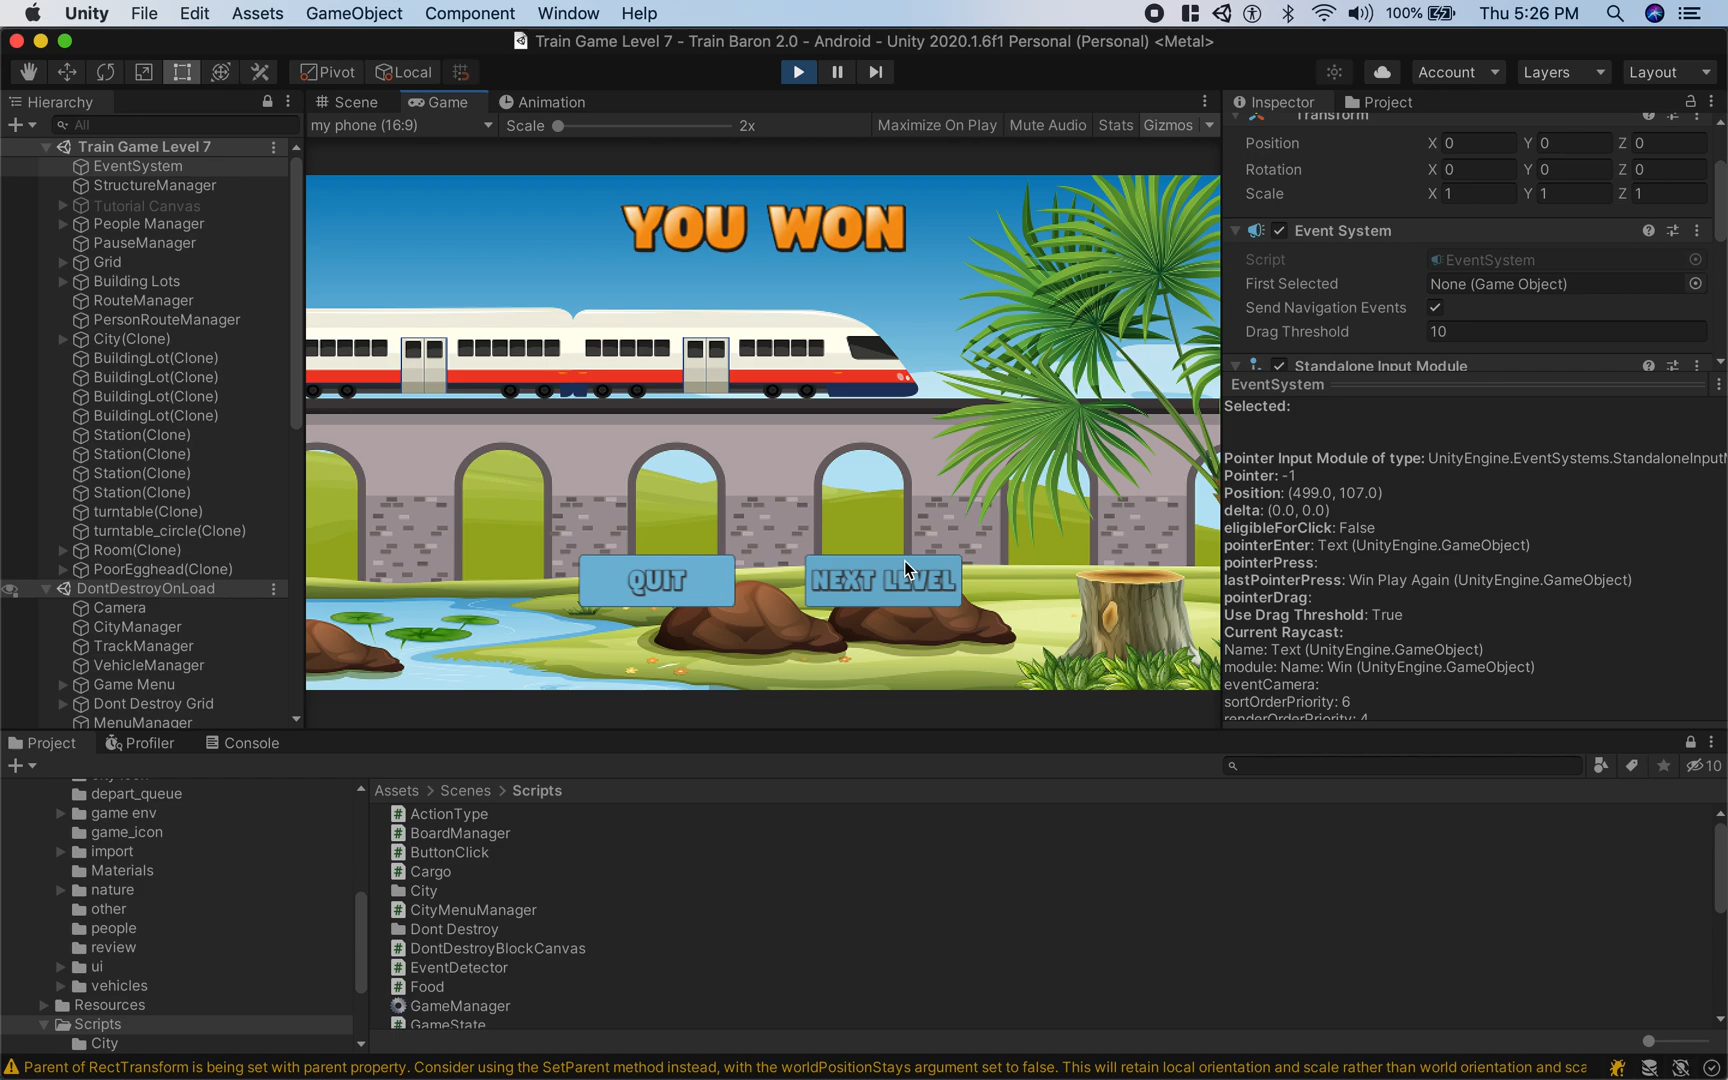 Unity File Edit Assets GameObject Component Window Help 100% Thu 5:26 PM
Train Game Level 7 - Train Baron 2.0 - Android - Unity 2020.1.6f1 Personal (Personal) <Metal>
Pivot Local Account Layers Layout
Hierarchy
All
Train Game Level 7
EventSystem
StructureManager
Tutorial Canvas
People Manager
PauseManager
Grid
Building Lots
RouteManager
PersonRouteManager
City(Clone)
BuildingLot(Clone)
BuildingLot(Clone)
BuildingLot(Clone)
BuildingLot(Clone)
Station(Clone)
Station(Clone)
Station(Clone)
Station(Clone)
turntable(Clone)
turntable_circle(Clone)
Room(Clone)
PoorEgghead(Clone)
DontDestroyOnLoad
Camera
CityManager
TrackManager
VehicleManager
Game Menu
Dont Destroy Grid
MenuManager
Scene Game Animation
my phone (16:9) Scale 2x Maximize On Play Mute Audio Stats Gizmos
YOU WON
QUIT NEXT LEVEL
Inspector Project
Transform
Position X 0 Y 0 Z 0
Rotation X 0 Y 0 Z 0
Scale X 1 Y 1 Z 1
Event System
Script EventSystem
First Selected None (Game Object)
Send Navigation Events
Drag Threshold 10
Standalone Input Module
EventSystem
Selected:
Pointer Input Module of type: UnityEngine.EventSystems.StandaloneInput
Pointer: -1
Position: (499.0, 107.0)
delta: (0.0, 0.0)
eligibleForClick: False
pointerEnter: Text (UnityEngine.GameObject)
pointerPress:
lastPointerPress: Win Play Again (UnityEngine.GameObject)
pointerDrag:
Use Drag Threshold: True
Current Raycast:
Name: Text (UnityEngine.GameObject)
module: Name: Win (UnityEngine.GameObject)
eventCamera:
sortOrderPriority: 6
renderOrderPriority: 4
Project Profiler Console
10
depart_queue
game env
game_icon
import
Materials
nature
other
people
review
ui
vehicles
Resources
Scripts
City
Assets > Scenes > Scripts
ActionType
BoardManager
ButtonClick
Cargo
City
CityMenuManager
Dont Destroy
DontDestroyBlockCanvas
EventDetector
Food
GameManager
GameState
Parent of RectTransform is being set with parent property. Consider using the SetParent method instead, with the worldPositionStays argument set to false. This will retain local orientation and scale rather than world orientation and sca